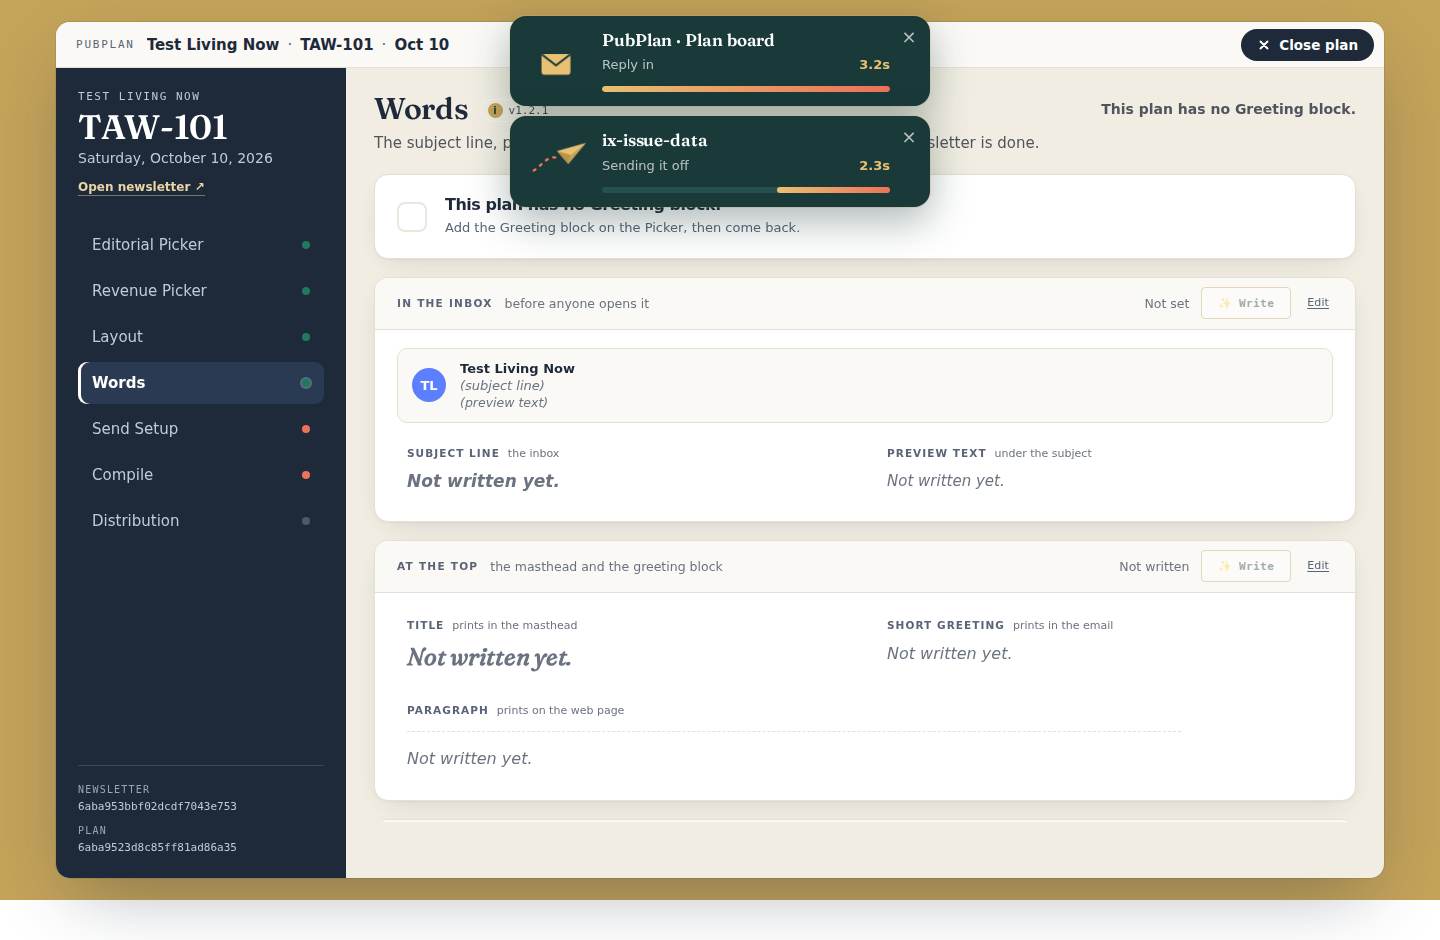 PUBPLAN Test Living Now · TAW-101 · Oct 10
Close plan
PubPlan · Plan board
Reply in 3.2s
ix-issue-data
Sending it off 2.3s
TEST LIVING NOW
TAW-101
Saturday, October 10, 2026
Open newsletter ↗
Editorial Picker
Revenue Picker
Layout
Words
Send Setup
Compile
Distribution
NEWSLETTER
6aba953bbf02dcdf7043e753
PLAN
6aba9523d8c85ff81ad86a35
Words i v1.2.1
This plan has no Greeting block.
The subject line, is done.
This plan has no Greeting block.
Add the Greeting block on the Picker, then come back.
IN THE INBOX before anyone opens it
Not set ✨ Write Edit
TL
Test Living Now
(subject line)
(preview text)
SUBJECT LINE the inbox
Not written yet.
PREVIEW TEXT under the subject
Not written yet.
AT THE TOP the masthead and the greeting block
Not written ✨ Write Edit
TITLE prints in the masthead
Not written yet.
SHORT GREETING prints in the email
Not written yet.
PARAGRAPH prints on the web page
Not written yet.